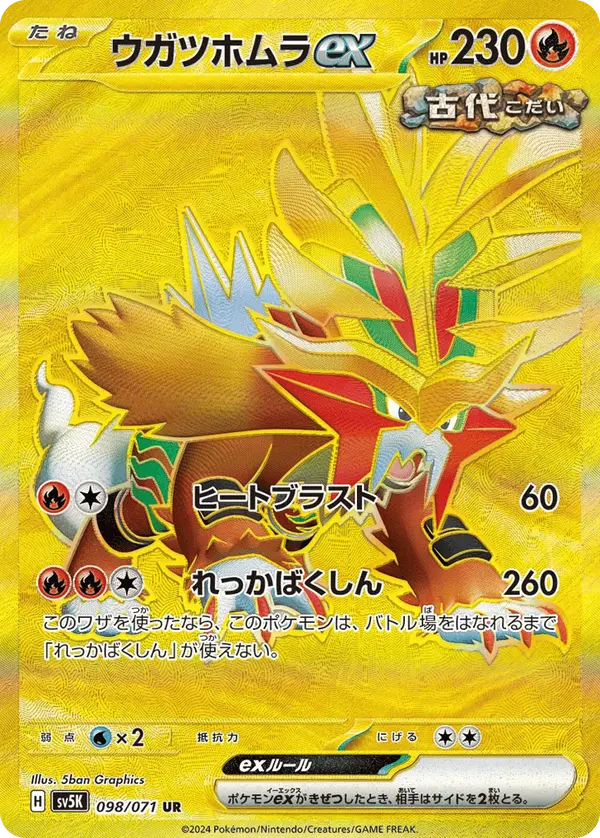 たね ウガツホムラex HP230
古代 こだい
ヒートブラスト 60
れっかばくしん 260
このワザを使ったなら、このポケモンは、バトル場をはなれるまで
「れっかばくしん」が使えない。
弱点 ×2 抵抗力 にげる
exルール
ポケモンexがきぜつしたとき、相手はサイドを2枚とる。
Illus. 5ban Graphics
H sv5K 098/071 UR
©2024 Pokémon/Nintendo/Creatures/GAME FREAK.